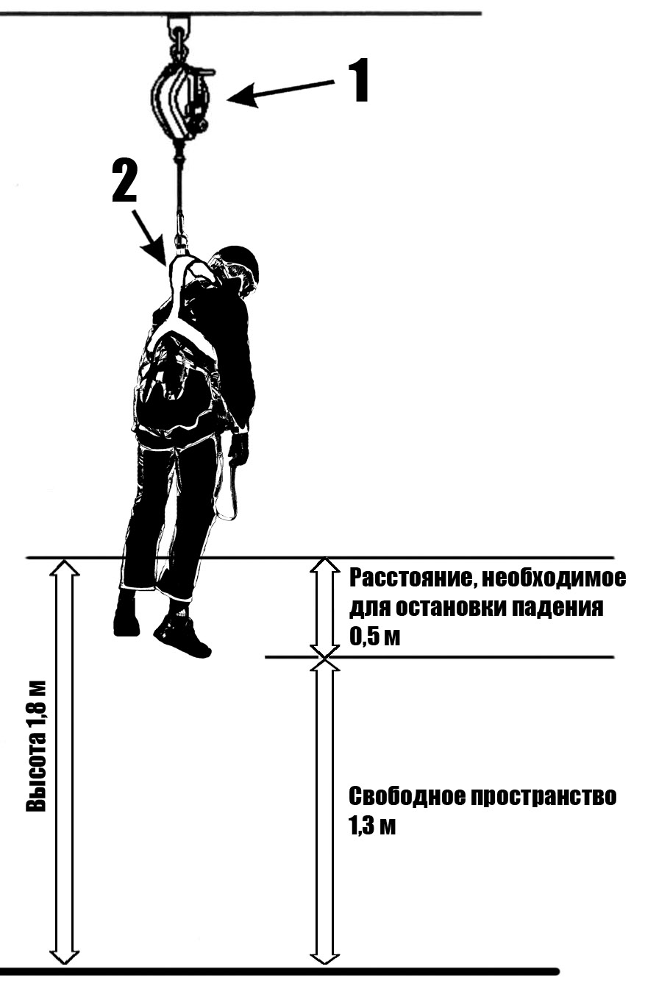 1
2
Расстояние, необходимое
для остановки падения
0,5 м
Высота 1,8 м
Свободное пространство
1,3 м